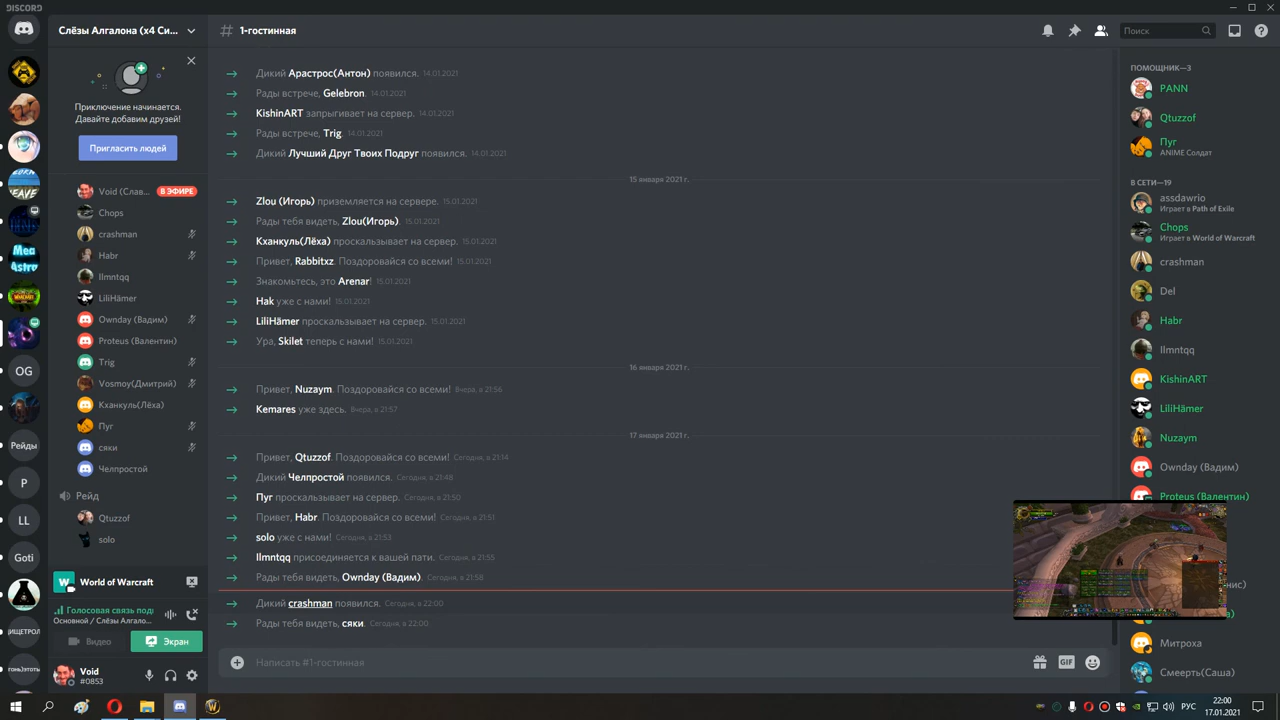 DISCORD
Слёзы Алгалона (x4 Си...
Приключение начинается.
Давайте добавим друзей!
Пригласить людей
Void (Слав...
В ЭФИРЕ
Chops
crashman
Habr
Ilmntqq
LiliHämer
Ownday (Вадим)
Proteus (Валентин)
Trig
Vosmoy(Дмитрий)
Кханкуль(Лёха)
Пуг
сяки
Челпростой
Рейд
Qtuzzof
solo
World of Warcraft
Голосовая связь подк
Основной / Слёзы Алгало...
Видео
Экран
Void
#0853
BORN
LEAVE
Mea
Astro
OG
Рейды
P
LL
Goti
# 1-гостинная
Дикий Арастрос(Антон) появился. 14.01.2021
Рады встрече, Gelebron. 14.01.2021
KishinART запрыгивает на сервер. 14.01.2021
Рады встрече, Trig. 14.01.2021
Дикий Лучший Друг Твоих Подруг появился. 14.01.2021
15 января 2021 г.
Zlou (Игорь) приземляется на сервере. 15.01.2021
Рады тебя видеть, Zlou(Игорь). 15.01.2021
Кханкуль(Лёха) проскальзывает на сервер. 15.01.2021
Привет, Rabbitxz. Поздоровайся со всеми! 15.01.2021
Знакомьтесь, это Arenar! 15.01.2021
Hak уже с нами! 15.01.2021
LiliHämer проскальзывает на сервер. 15.01.2021
Ура, Skilet теперь с нами! 15.01.2021
16 января 2021 г.
Привет, Nuzaym. Поздоровайся со всеми! Вчера, в 21:56
Kemares уже здесь. Вчера, в 21:57
17 января 2021 г.
Привет, Qtuzzof. Поздоровайся со всеми! Сегодня, в 21:14
Дикий Челпростой появился. Сегодня, в 21:48
Пуг проскальзывает на сервер. Сегодня, в 21:50
Привет, Habr. Поздоровайся со всеми! Сегодня, в 21:51
solo уже с нами! Сегодня, в 21:53
Ilmntqq присоединяется к вашей пати. Сегодня, в 21:55
Рады тебя видеть, Ownday (Вадим). Сегодня, в 21:58
Дикий crashman появился. Сегодня, в 22:00
Рады тебя видеть, сяки. Сегодня, в 22:00
Написать #1-гостинная
GIF
Поиск
ПОМОЩНИК—3
PANN
Qtuzzof
Пуг
ANIME Солдат
В СЕТИ—19
assdawrio
Играет в Path of Exile
Chops
Играет в World of Warcraft
crashman
Del
Habr
Ilmntqq
KishinART
LiliHämer
Nuzaym
Ownday (Вадим)
Proteus (Валентин)
Митроха
Смеерть(Саша)
РУС
22:00
17.01.2021